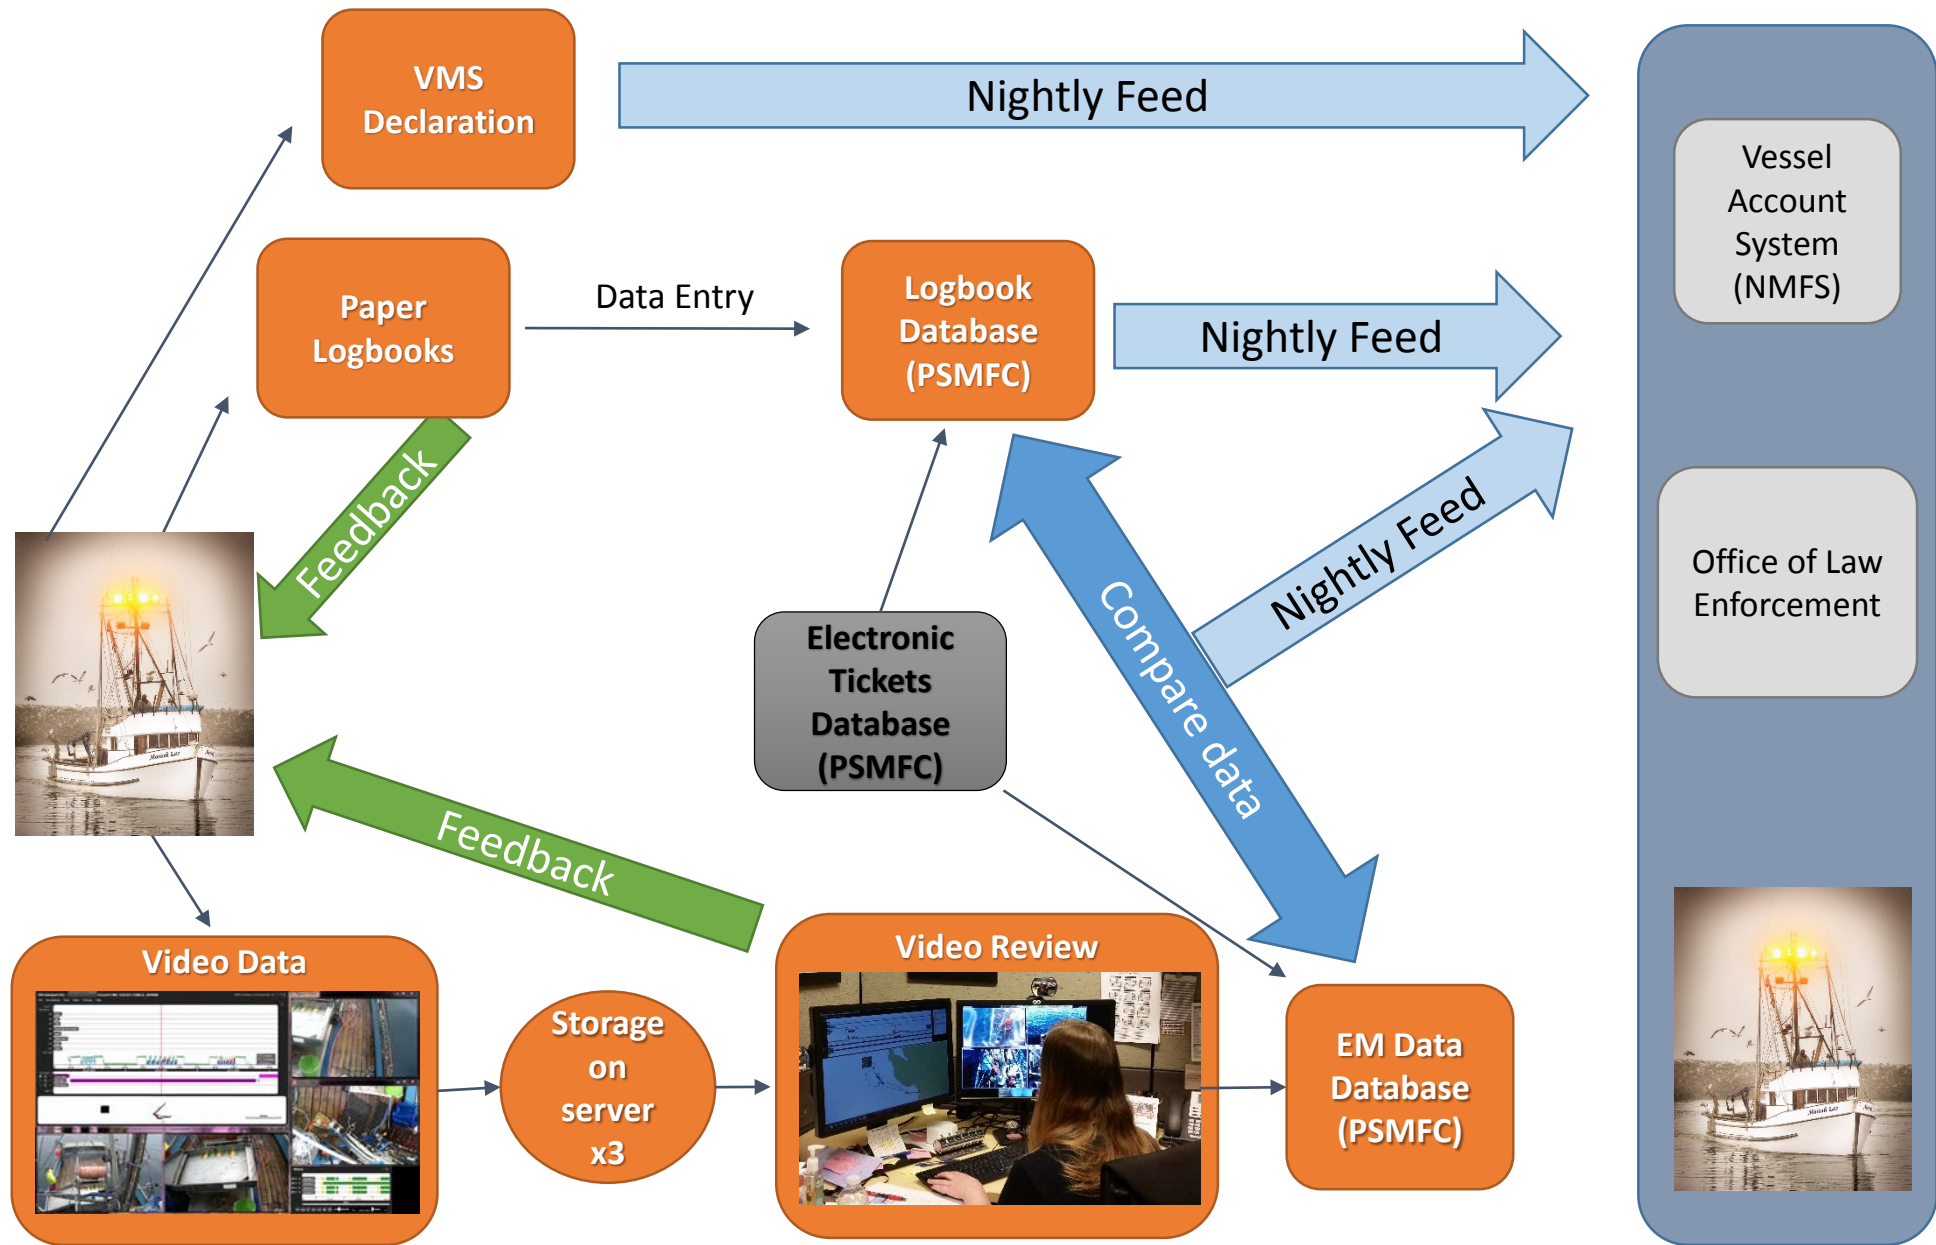 VMS
Declaration
Nightly Feed
Vessel
Account
System
(NMFS)
Paper
Logbooks
Data Entry
Logbook
Database
(PSMFC)
Nightly Feed
Feedback
Nightly Feed
Office of Law
Enforcement
Electronic
Tickets
Database
(PSMFC)
Compare data
Feedback
Video Data
Storage
on
server
x3
Video Review
EM Data
Database
(PSMFC)